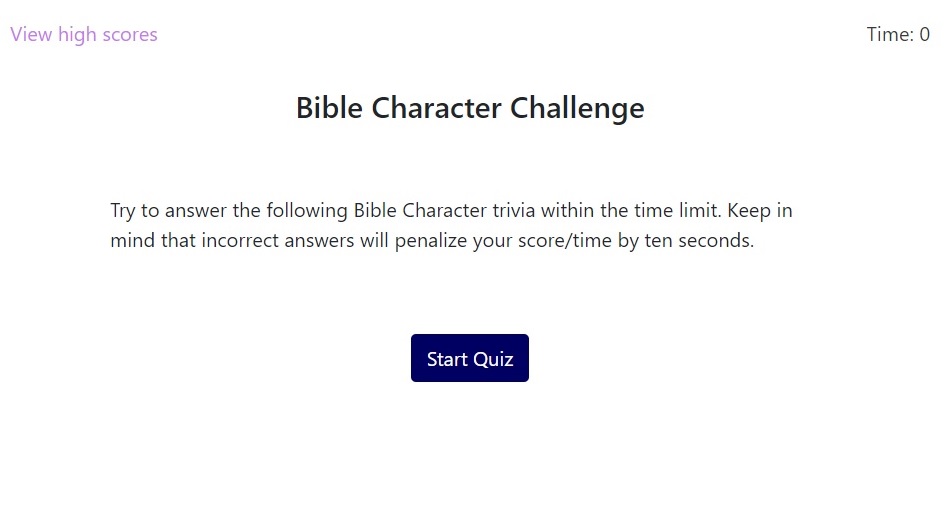 View high scores
Time: 0
Bible Character Challenge
Try to answer the following Bible Character trivia within the time limit. Keep in
mind that incorrect answers will penalize your score/time by ten seconds.
Start Quiz